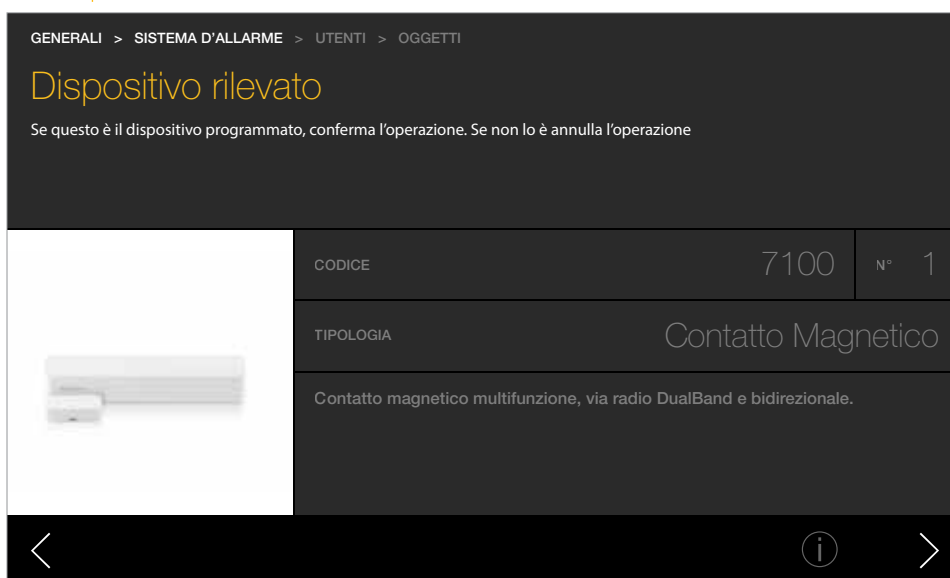 GENERALI > SISTEMA D'ALLARME > UTENTI > OGGETTI
Dispositivo rilevato
Se questo è il dispositivo programmato, conferma l'operazione. Se non lo è annulla l'operazione
CODICE 7100 N° 1
TIPOLOGIA Contatto Magnetico
Contatto magnetico multifunzione, via radio DualBand e bidirezionale.